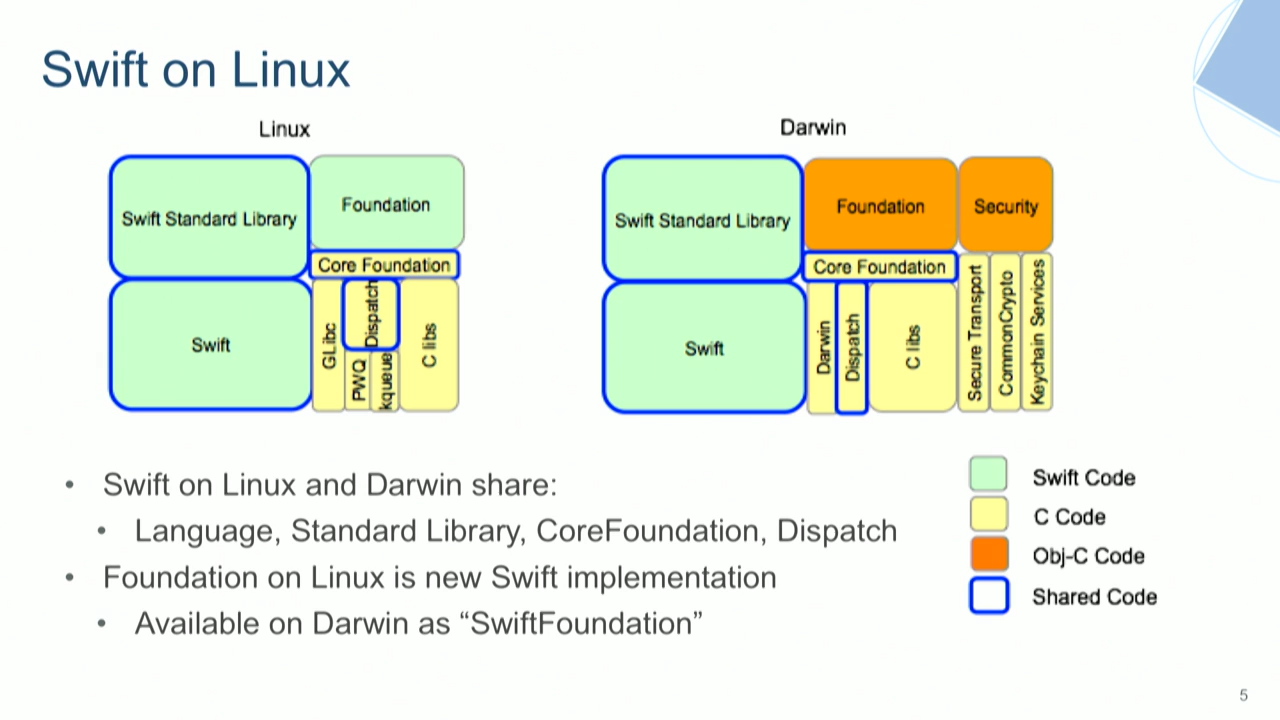 Swift on Linux
Linux
Swift Standard Library
Foundation
Core Foundation
Swift
GLibc
Dispatch
PWQ
kqueue
C libs
Darwin
Swift Standard Library
Foundation
Security
Core Foundation
Swift
Darwin
Dispatch
C libs
Secure Transport
CommonCrypto
Keychain Services
• Swift on Linux and Darwin share:
• Language, Standard Library, CoreFoundation, Dispatch
• Foundation on Linux is new Swift implementation
• Available on Darwin as “SwiftFoundation”
Swift Code
C Code
Obj-C Code
Shared Code
5